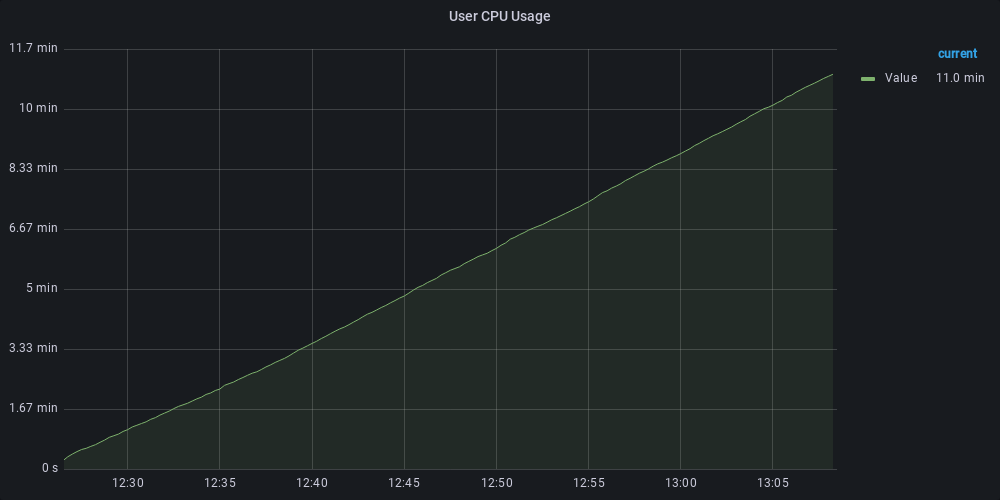 User CPU Usage
11.7 min
10 min
8.33 min
6.67 min
5 min
3.33 min
1.67 min
0 s
12:30 12:35 12:40 12:45 12:50 12:55 13:00 13:05
current
Value 11.0 min